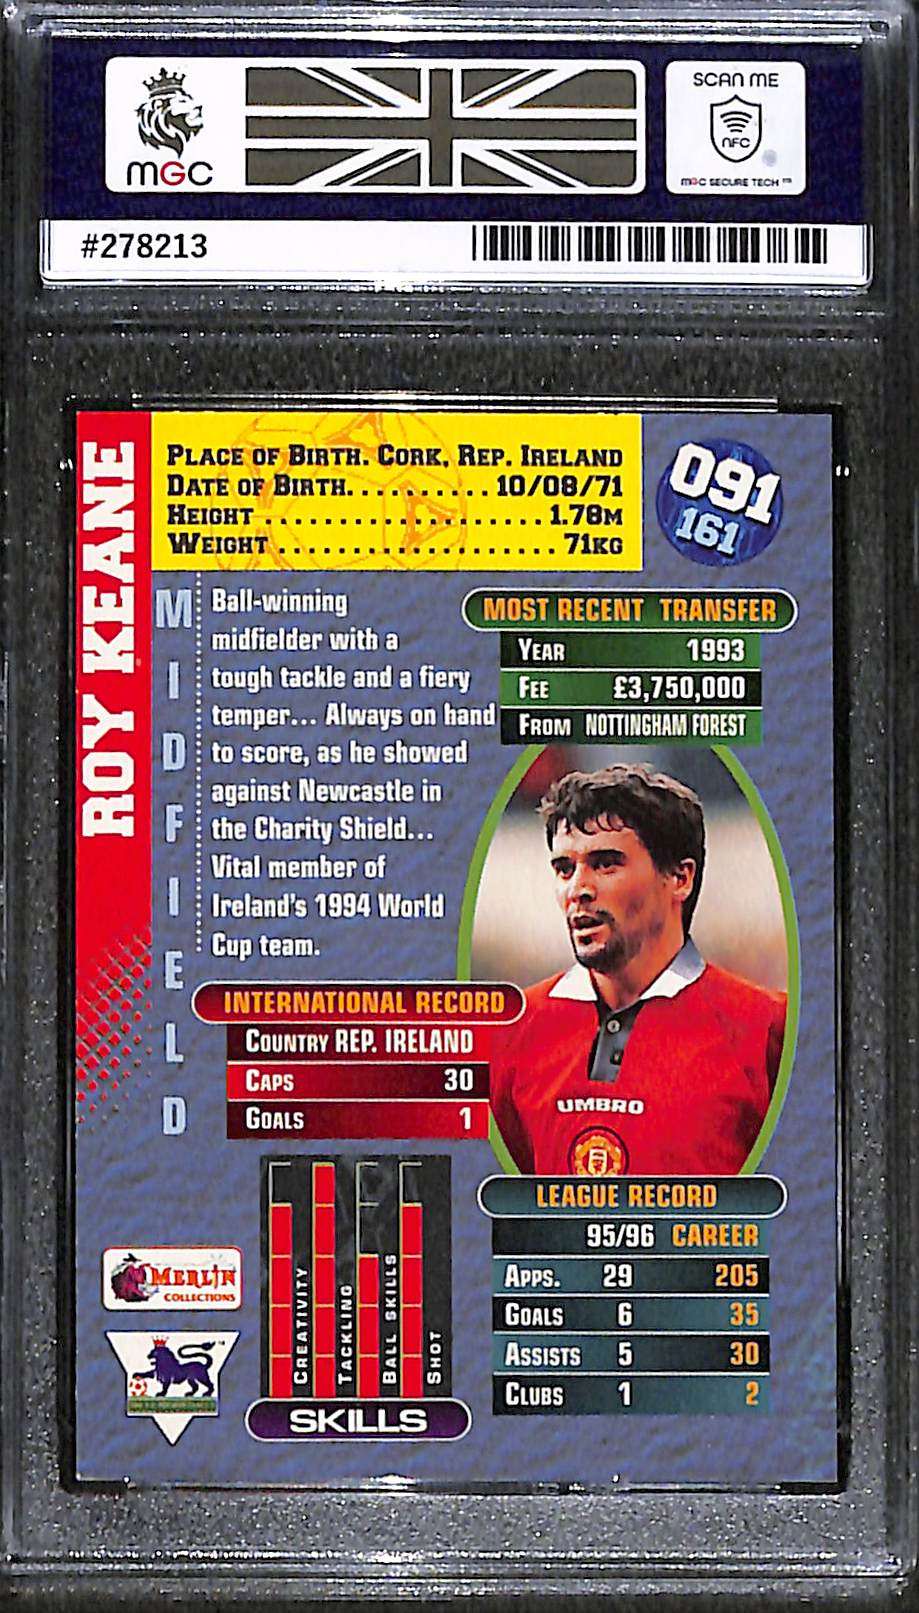 MGC
SCAN ME
NFC
MGC SECURE TECH ™
#278213
ROY KEANE
PLACE OF BIRTH. CORK, REP. IRELAND
DATE OF BIRTH.......... 10/08/71
HEIGHT ................... 1.78M
WEIGHT .................. 71KG
091
161
MIDFIELD
Ball-winning
midfielder with a
tough tackle and a fiery
temper... Always on hand
to score, as he showed
against Newcastle in
the Charity Shield...
Vital member of
Ireland's 1994 World
Cup team.
MOST RECENT TRANSFER
YEAR 1993
FEE £3,750,000
FROM NOTTINGHAM FOREST
UMBRO
INTERNATIONAL RECORD
COUNTRY REP. IRELAND
CAPS 30
GOALS 1
CREATIVITY
TACKLING
BALL SKILLS
SHOT
SKILLS
MERLIN
COLLECTIONS
LEAGUE RECORD
95/96 CAREER
APPS. 29 205
GOALS 6 35
ASSISTS 5 30
CLUBS 1 2